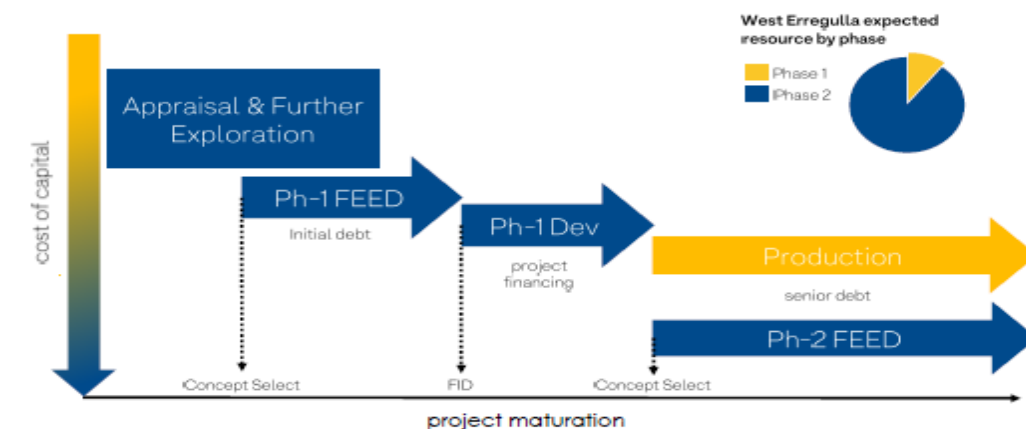 West Erregulla expected
resource by phase
Phase 1
Phase 2
Appraisal & Further
Exploration
cost of capital
Ph-1 FEED
Initial debt
Ph-1 Dev
project
financing
Production
senior debt
Ph-2 FEED
Concept Select
FID
Concept Select
project maturation